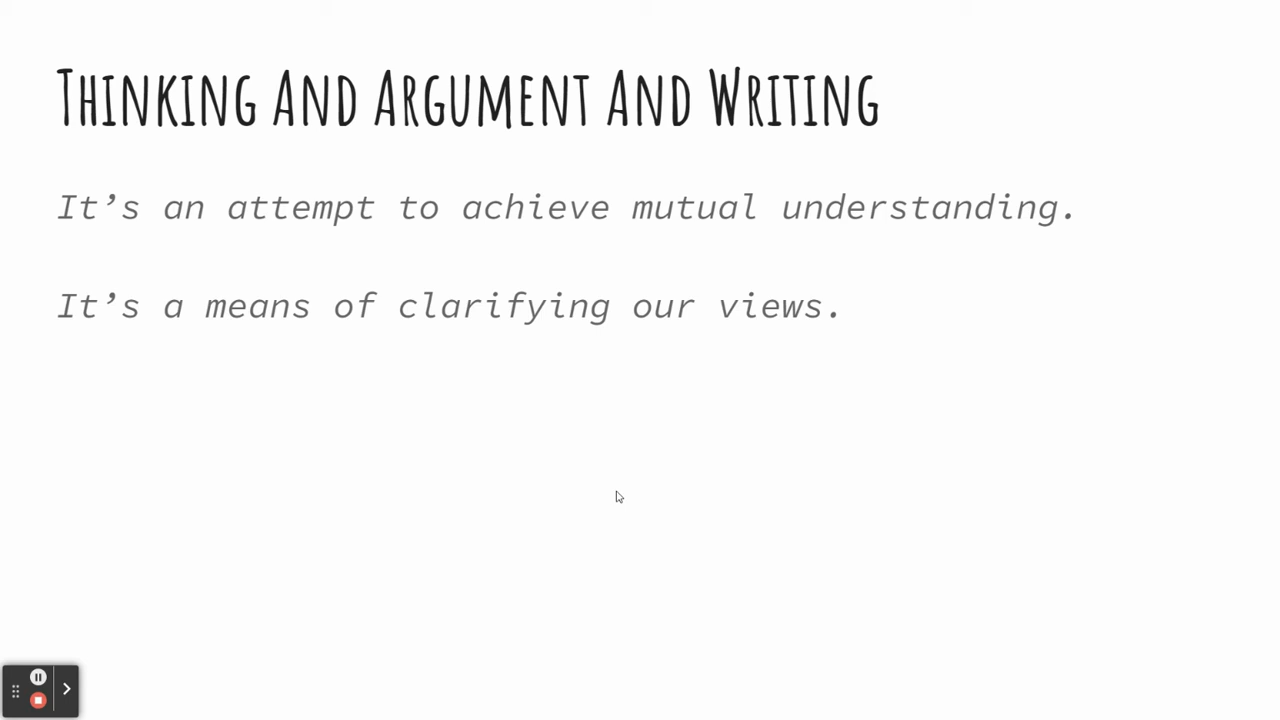 Thinking And Argument And Writing
It’s an attempt to achieve mutual understanding.
It’s a means of clarifying our views.